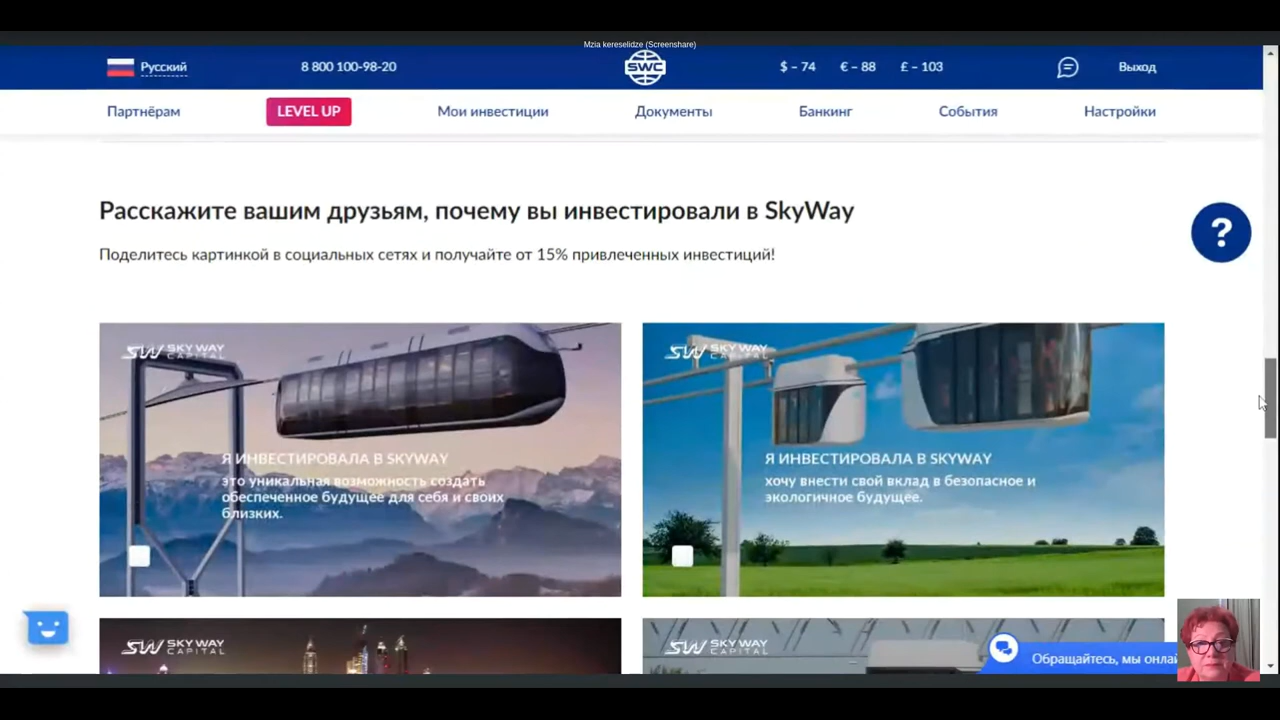 Mzia kereselidze (Screenshare)
Русский
8 800 100-98-20
SWC
$ – 74
€ – 88
£ – 103
Выход
Партнёрам
LEVEL UP
Мои инвестиции
Документы
Банкинг
События
Настройки
Расскажите вашим друзьям, почему вы инвестировали в SkyWay
?
Поделитесь картинкой в социальных сетях и получайте от 15% привлеченных инвестиций!
SW SKY WAY
CAPITAL
Я ИНВЕСТИРОВАЛА В SKYWAY
это уникальная возможность создать
обеспеченное будущее для себя и своих
близких.
SW SKY WAY
CAPITAL
Я ИНВЕСТИРОВАЛА В SKYWAY
хочу внести свой вклад в безопасное и
экологичное будущее.
SW SKY WAY
CAPITAL
SW SKY WAY
CAPITAL
Обращайтесь, мы онлай